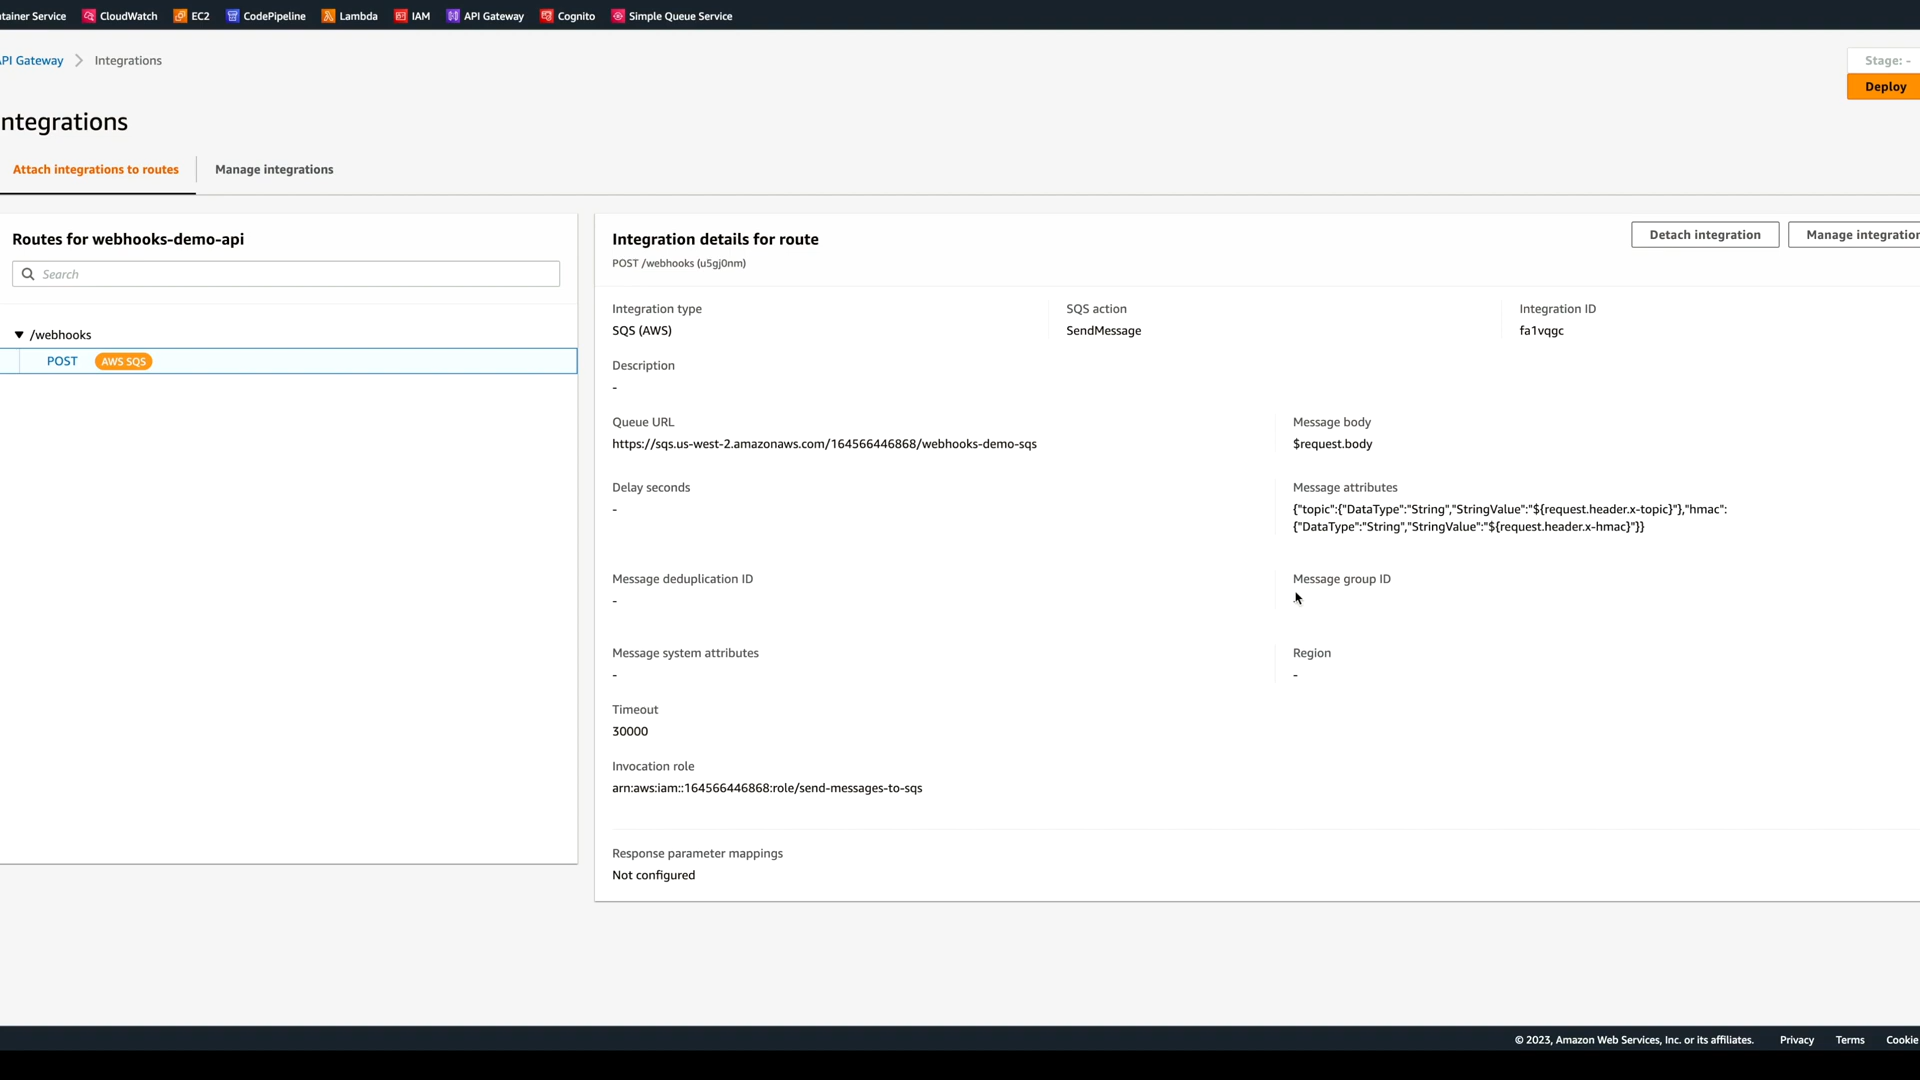 tainer Service CloudWatch EC2 CodePipeline Lambda IAM API Gateway Cognito Simple Queue Service
API Gateway Integrations
Stage: -
Deploy
ntegrations
Attach integrations to routes Manage integrations
Routes for webhooks-demo-api
Search
/webhooks
POST AWS SQS
Integration details for route
Detach integration Manage integration
POST /webhooks (u5gj0nm)
Integration type SQS action Integration ID
SQS (AWS) SendMessage fa1vqgc
Description
-
Queue URL Message body
https://sqs.us-west-2.amazonaws.com/164566446868/webhooks-demo-sqs $request.body
Delay seconds Message attributes
- {"topic":{"DataType":"String","StringValue":"${request.header.x-topic}"},"hmac":
{"DataType":"String","StringValue":"${request.header.x-hmac}"}}
Message deduplication ID Message group ID
-
Message system attributes Region
- -
Timeout
30000
Invocation role
arn:aws:iam::164566446868:role/send-messages-to-sqs
Response parameter mappings
Not configured
© 2023, Amazon Web Services, Inc. or its affiliates. Privacy Terms Cookie